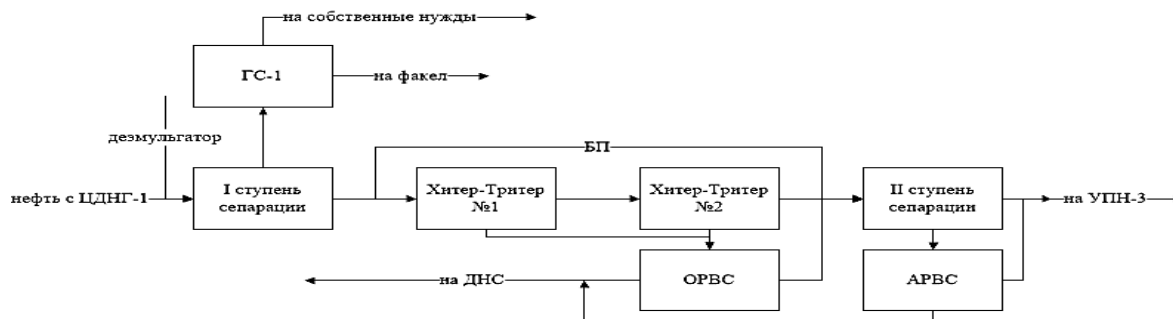 на собственные нужды
ГС-1
на факел
деэмульгатор
БП
нефть с ЦДНГ-1
I ступень
сепарации
Хитер-Тритер
№1
Хитер-Тритер
№2
II ступень
сепарации
на УПН-3
на ДНС
ОРВС
АРВС